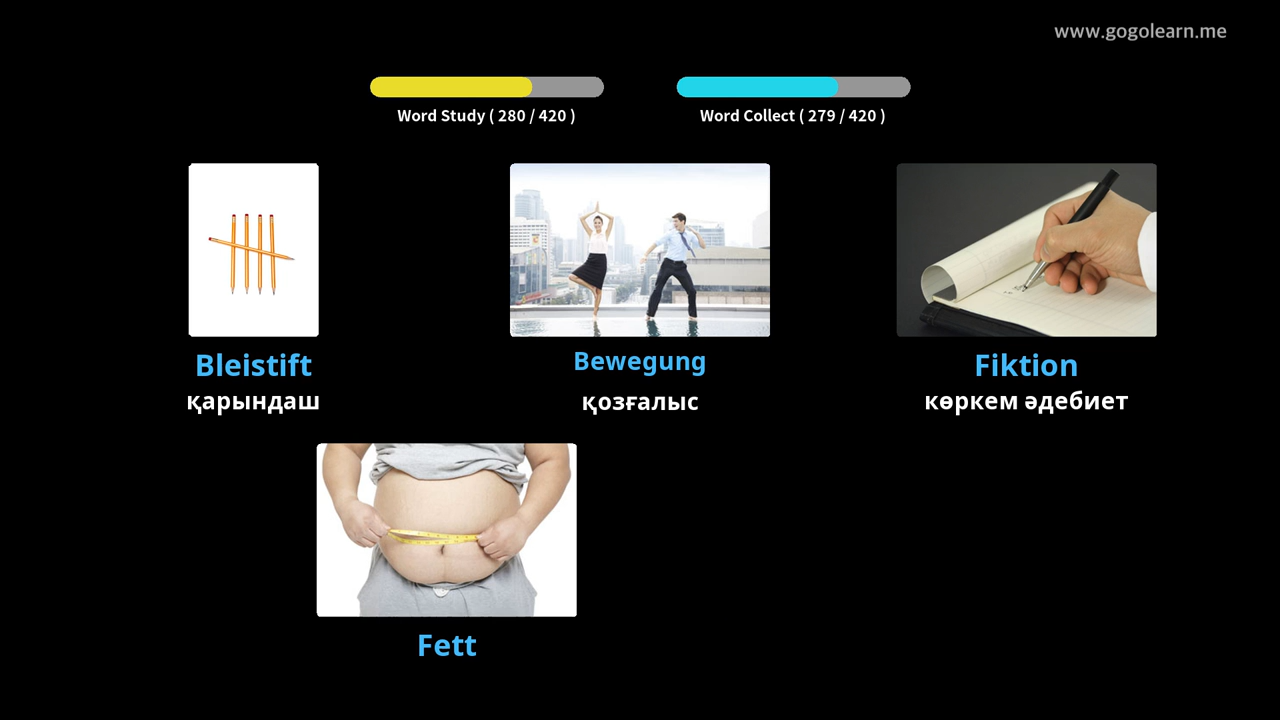 www.gogolearn.me
Word Study ( 280 / 420 )
Word Collect ( 279 / 420 )
Bleistift
қарындаш
Bewegung
қозғалыс
Fiktion
көркем әдебиет
Fett